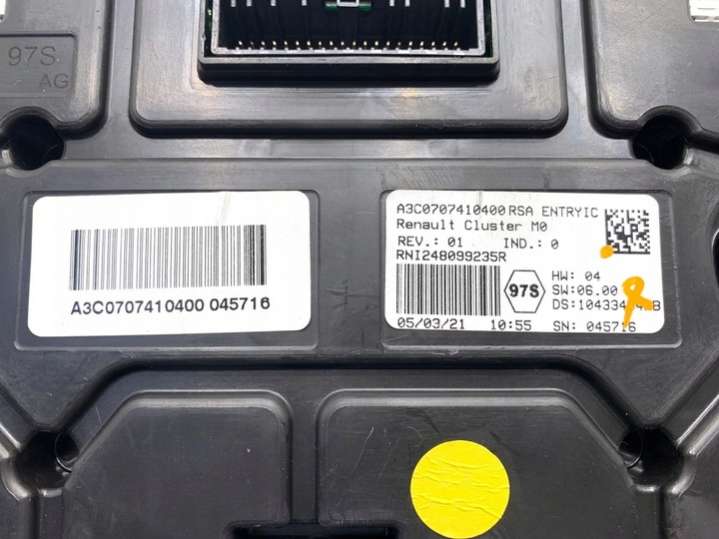 97S
AG
A3C0707410400 045716
A3C0707410400 RSA ENTRYIC
Renault Cluster M0
REV.: 01 IND.: 0
RNI248099235R
97S
HW: 04
SW:06.00
05/03/21 10:55 SN: 045716
R